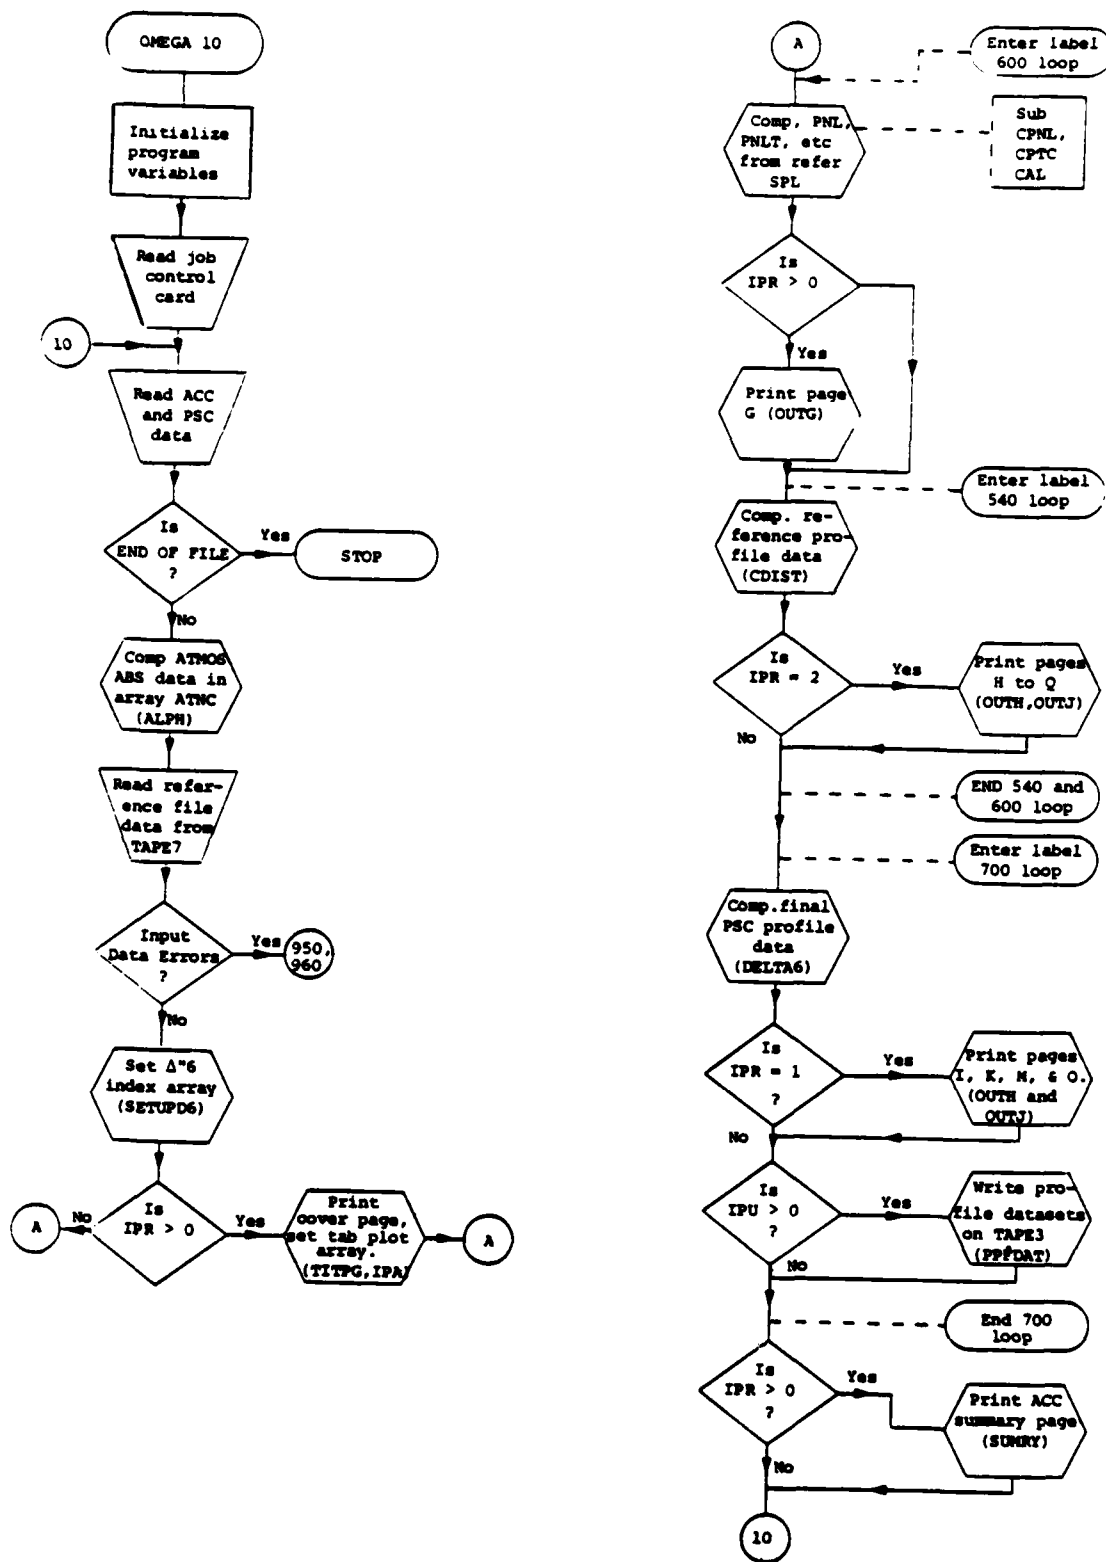 OMEGA 10
Initialize
program
variables
Read job
control
card
10
Read ACC
and PSC
data
Is
END OF FILE
?
Yes
STOP
No
Comp ATMOS
ABS data in
array ATNC
(ALPH)
Read refer-
ence file
data from
TAPE7
Input
Data Errors
?
Yes
950,
960
No
Set Δ"6
index array
(SETUPD6)
Is
IPR > 0
No
A
Yes
Print
cover page,
set tab plot
array.
(TITPG,IPA)
A
A
Enter label
600 loop
Comp, PNL,
PNLT, etc
from refer
SPL
Sub
CPNL,
CPTC
CAL
Is
IPR > 0
Yes
Print page
G (OUTG)
Enter label
540 loop
Comp. re-
ference pro-
file data
(CDIST)
Is
IPR = 2
Yes
Print pages
H to Q
(OUTH,OUTJ)
No
END 540 and
600 loop
Enter label
700 loop
Comp.final
PSC profile
data
(DELTA6)
Is
IPR = 1
?
Yes
Print pages
I, K, M, & O.
(OUTH and
OUTJ)
No
Is
IPU > 0
?
Yes
Write pro-
file datasets
on TAPE3
(PPFDAT)
No
End 700
loop
Is
IPR > 0
?
Yes
Print ACC
summary page
(SUMRY)
No
10